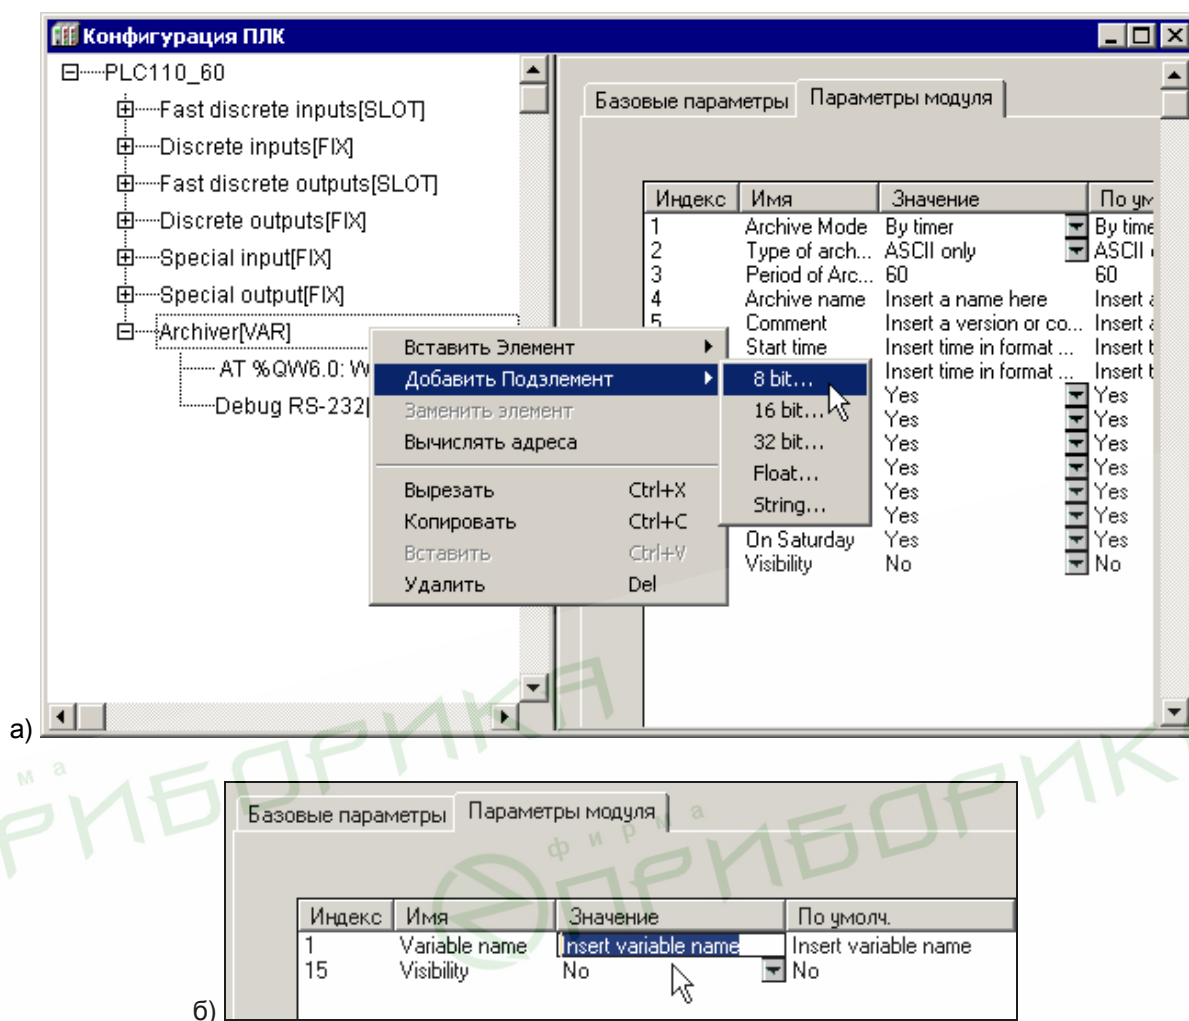 Конфигурация ПЛК
PLC110_60
Fast discrete inputs[SLOT]
Discrete inputs[FIX]
Fast discrete outputs[SLOT]
Discrete outputs[FIX]
Special input[FIX]
Special output[FIX]
Archiver[VAR]
AT %QW6.0: W
Debug RS-232[
Вставить Элемент
Добавить Подэлемент
Заменить элемент
Вычислять адреса
Вырезать Ctrl+X
Копировать Ctrl+C
Вставить Ctrl+V
Удалить Del
8 bit...
16 bit...
32 bit...
Float...
String...
Базовые параметры Параметры модуля
Индекс Имя Значение По ум
1 Archive Mode By timer By time
2 Type of arch... ASCII only ASCII
3 Period of Arc... 60 60
4 Archive name Insert a name here Insert
5 Comment Insert a version or co... Insert
Start time Insert time in format ... Insert t
Insert time in format ... Insert t
Yes Yes
Yes Yes
Yes Yes
Yes Yes
Yes Yes
Yes Yes
On Saturday Yes Yes
Visibility No No
а)
Базовые параметры Параметры модуля
Индекс Имя Значение По умолч.
1 Variable name Insert variable name Insert variable name
15 Visibility No No
б)
фирма
ПРИБОРИКА